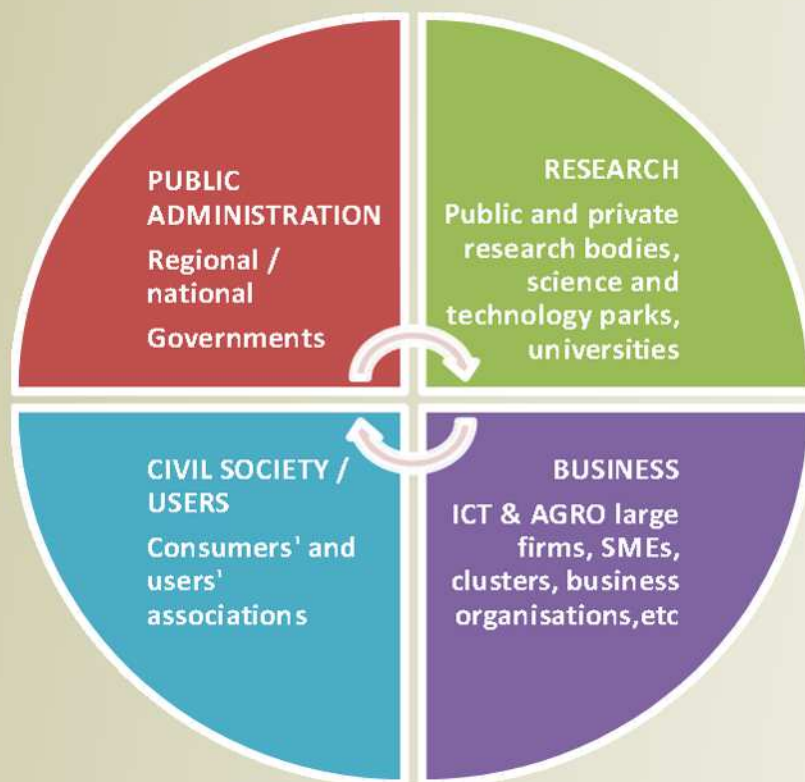 PUBLIC
ADMINISTRATION
Regional /
national
Governments
RESEARCH
Public and private
research bodies,
science and
technology parks,
universities
CIVIL SOCIETY /
USERS
Consumers' and
users'
associations
BUSINESS
ICT & AGRO large
firms, SMEs,
clusters, business
organisations,etc